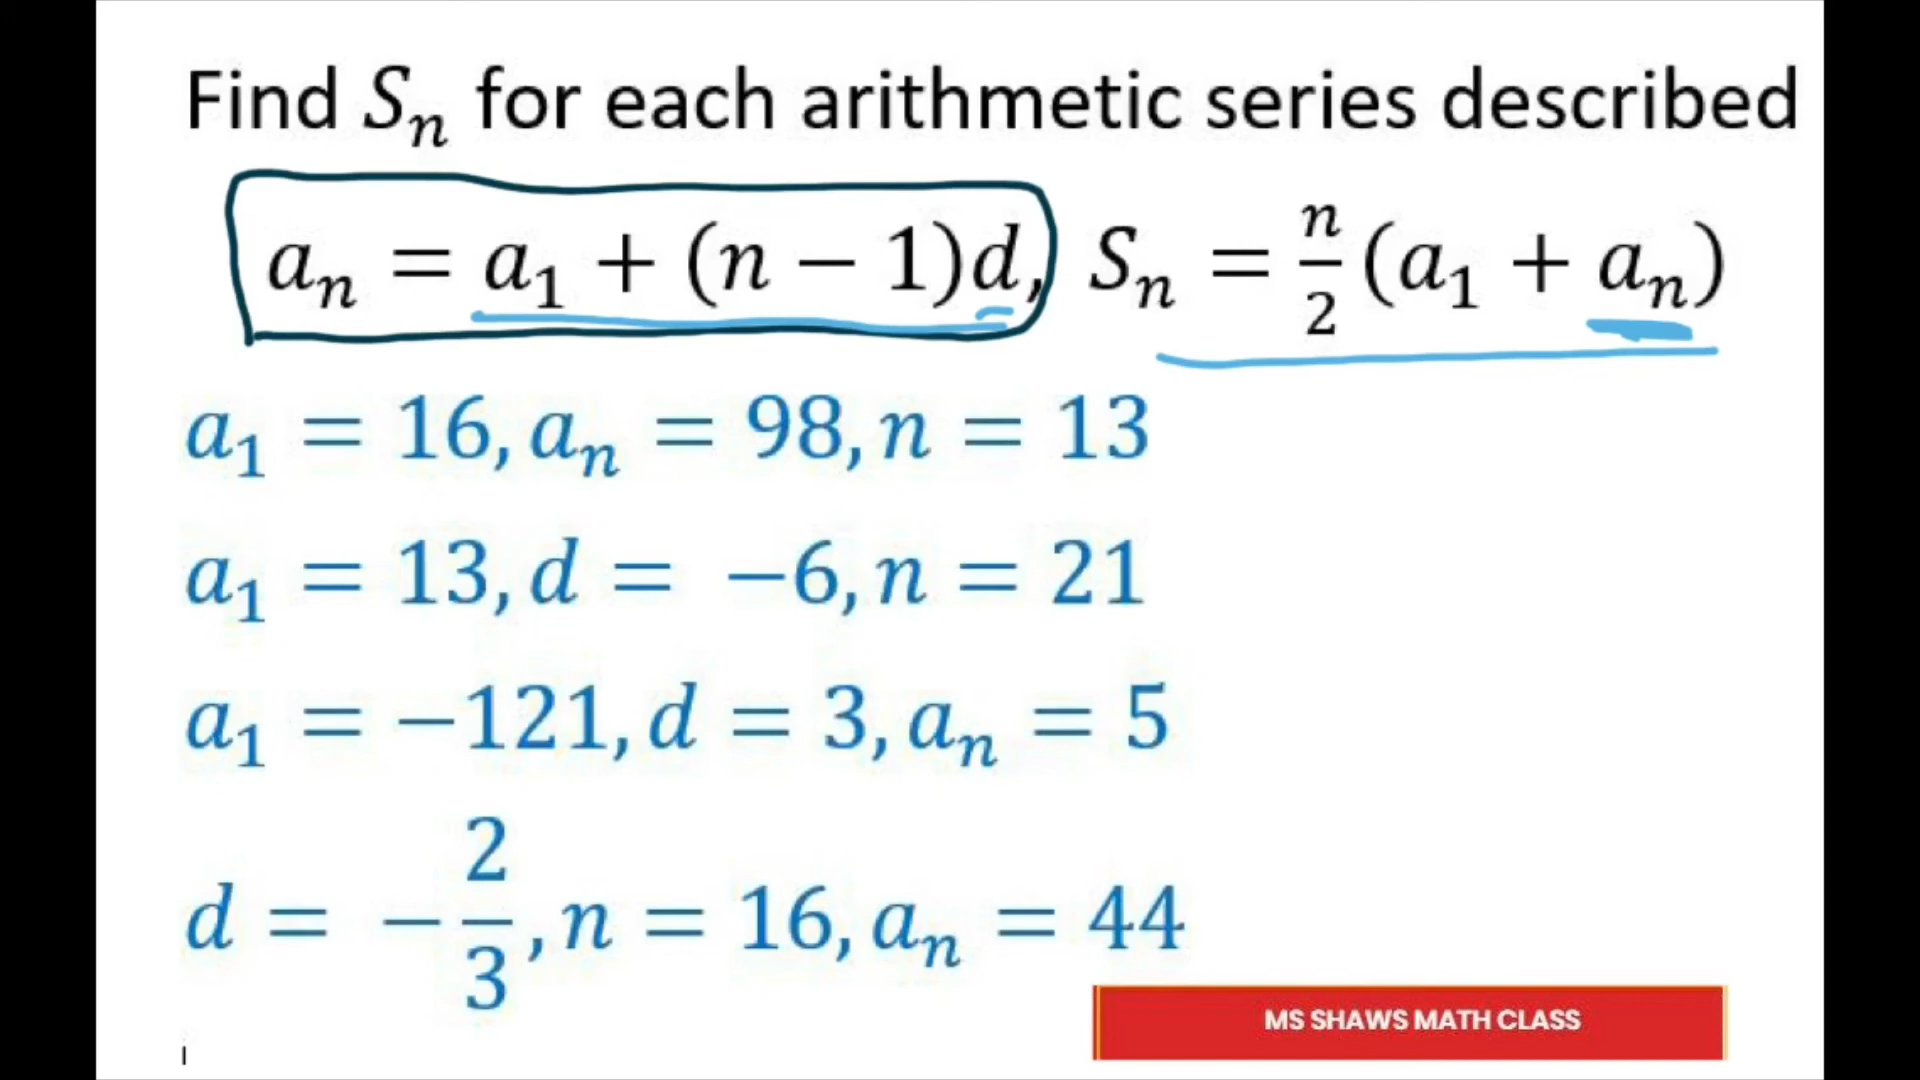 Find Sₙ for each arithmetic series described
aₙ = a₁ + (n − 1)d, Sₙ = n/2 (a₁ + aₙ)
a₁ = 16, aₙ = 98, n = 13
a₁ = 13, d = −6, n = 21
a₁ = −121, d = 3, aₙ = 5
d = −2/3, n = 16, aₙ = 44
MS SHAWS MATH CLASS